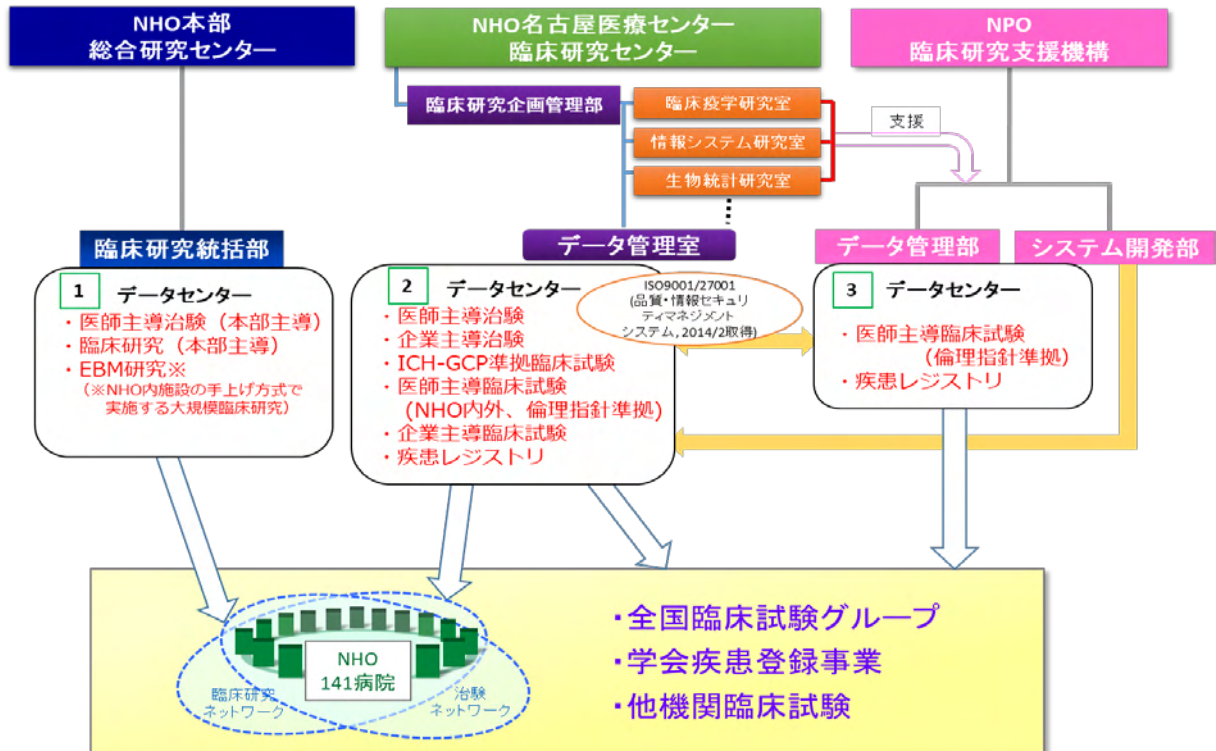 NHO本部
総合研究センター
NHO名古屋医療センター
臨床研究センター
NPO
臨床研究支援機構
臨床研究企画管理部
臨床疫学研究室
情報システム研究室
生物統計研究室
支援
臨床研究統括部
データ管理室
データ管理部
システム開発部
1 データセンター
・医師主導治験（本部主導）
・臨床研究（本部主導）
・EBM研究※
（※NHO内施設の手上げ方式で
実施する大規模臨床研究）
2 データセンター
・医師主導治験
・企業主導治験
・ICH-GCP準拠臨床試験
・医師主導臨床試験
(NHO内外、倫理指針準拠)
・企業主導臨床試験
・疾患レジストリ
ISO9001/27001
(品質・情報セキュリ
ティマネジメント
システム, 2014/2取得)
3 データセンター
・医師主導臨床試験
(倫理指針準拠)
・疾患レジストリ
NHO
141病院
臨床研究
ネットワーク
治験
ネットワーク
・全国臨床試験グループ
・学会疾患登録事業
・他機関臨床試験